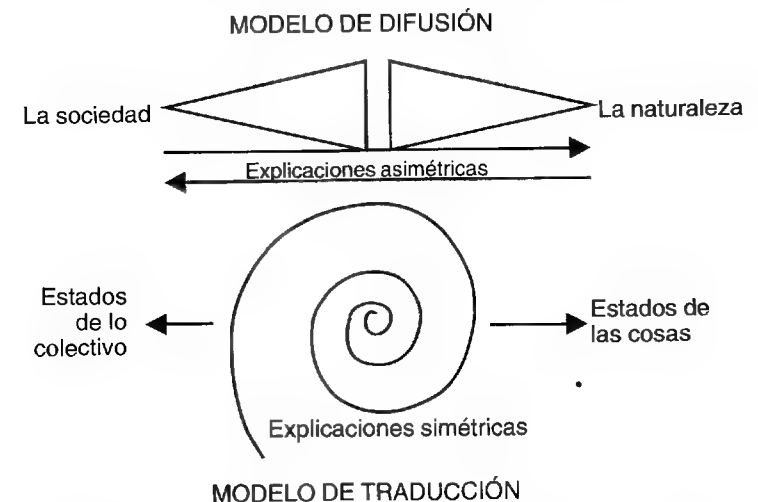 MODELO DE DIFUSIÓN
La sociedad
La naturaleza
Explicaciones asimétricas
Estados
de lo
colectivo
Estados de
las cosas
Explicaciones simétricas
MODELO DE TRADUCCIÓN